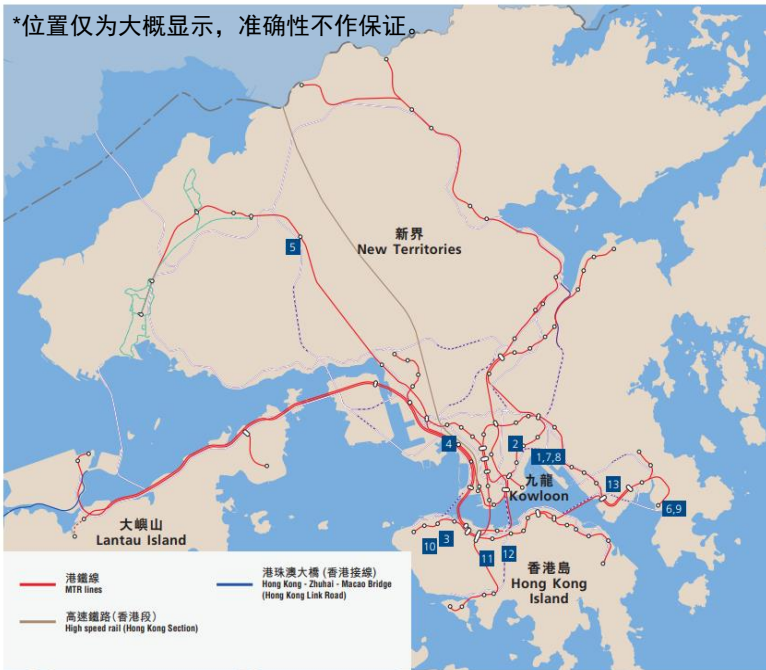 *位置仅为大概显示，准确性不作保证。
新界
New Territories
5
4
2
1,7,8
九龍
Kowloon
13
6,9
大嶼山
Lantau Island
10
3
11
12
香港島
Hong Kong
Island
港鐵線
MTR lines
港珠澳大橋 (香港接線)
Hong Kong - Zhuhai - Macao Bridge
(Hong Kong Link Road)
高速鐵路(香港段)
High speed rail (Hong Kong Section)